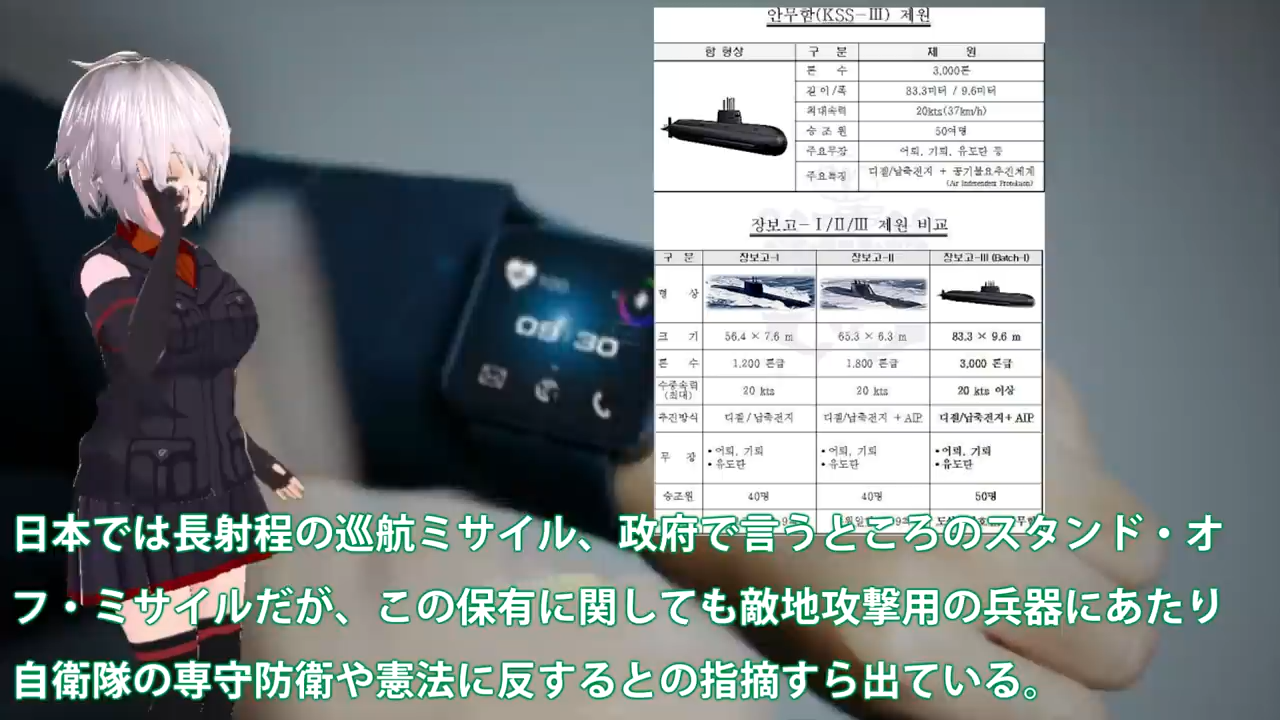 안무함(KSS-Ⅲ) 제원
함 형상 구 분 제 원
톤 수 3,000톤
길이/폭 83.3미터 / 9.6미터
최대속력 20kts(37km/h)
승 조 원 50여명
주요무장 어뢰, 기뢰, 유도탄 등
주요특징 디젤/납축전지 + 공기불요추진체계
(Air Independent Propulsion)
장보고-Ⅰ/Ⅱ/Ⅲ 제원 비교
구 분 장보고-Ⅰ 장보고-Ⅱ 장보고-Ⅲ (Batch-Ⅰ)
형 상
크 기 56.4 × 7.6 m 65.3 × 6.3 m 83.3 × 9.6 m
톤 수 1,200 톤급 1,800 톤급 3,000 톤급
수중속력
(최대) 20 kts 20 kts 20 kts 이상
추진방식 디젤/납축전지 디젤/납축전지 +AIP 디젤/납축전지+ AIP
무 장 • 어뢰, 기뢰 • 어뢰, 기뢰 • 어뢰, 기뢰
• 유도탄 • 유도탄 • 유도탄
승조원 40명 40명 50명
09:30
日本では長射程の巡航ミサイル、政府で言うところのスタンド・オ
フ・ミサイルだが、この保有に関しても敵地攻撃用の兵器にあたり
自衛隊の専守防衛や憲法に反するとの指摘すら出ている。